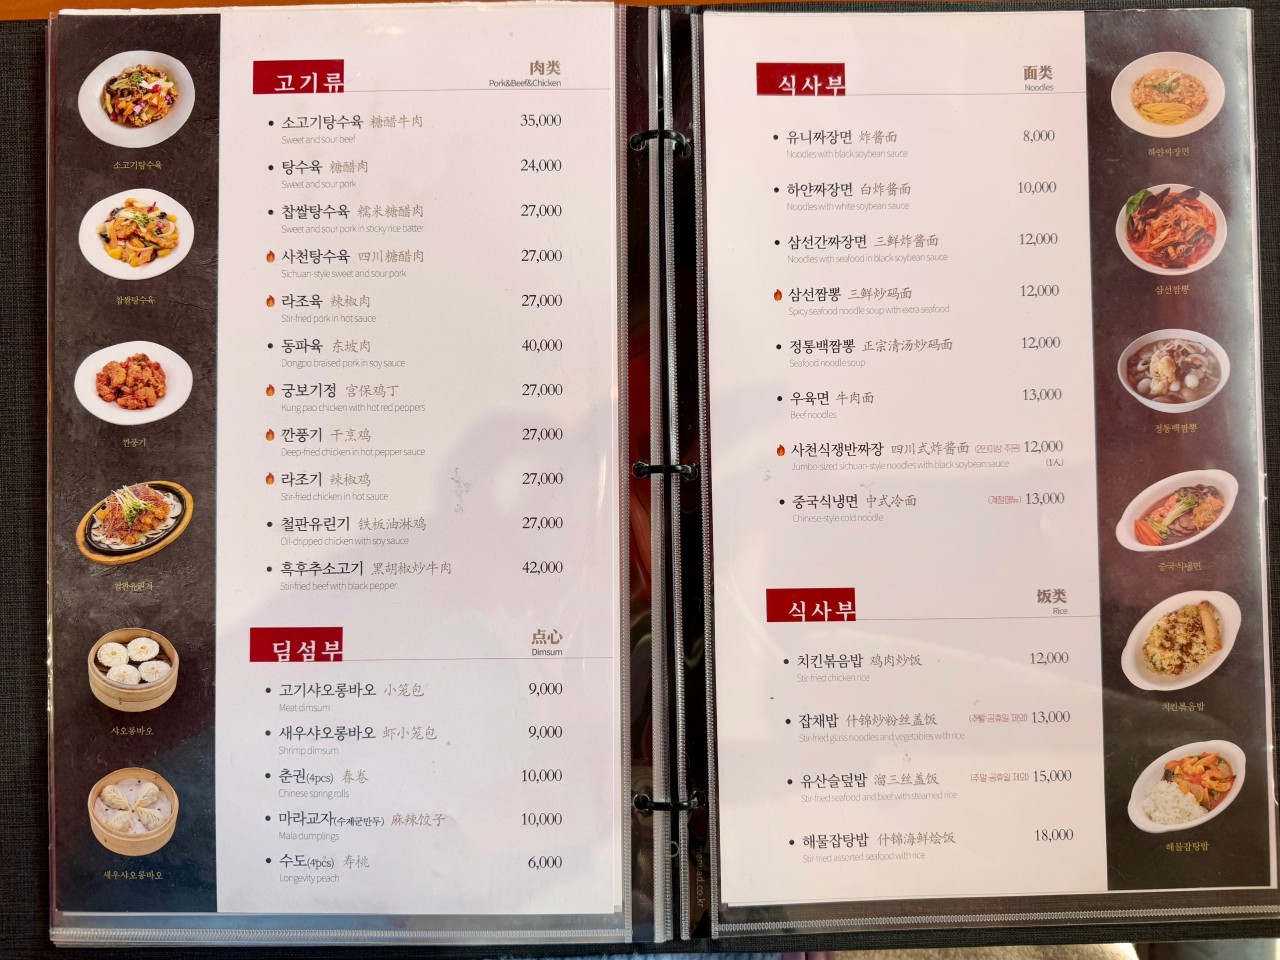 고기류
肉类
Pork&Beef&Chicken
소고기탕수육 糖醋牛肉 35,000
Sweet and sour beef
탕수육 糖醋肉 24,000
Sweet and sour pork
찹쌀탕수육 糯米糖醋肉 27,000
Sweet and sour pork in sticky rice batter
사천탕수육 四川糖醋肉 27,000
Sichuan-style sweet and sour pork
라조육 辣椒肉 27,000
Stir-fried pork in hot sauce
동파육 东坡肉 40,000
Dongpo braised pork in soy sauce
궁보기정 宫保鸡丁 27,000
Kung pao chicken with hot red peppers
깐풍기 干烹鸡 27,000
Deep-fried chicken in hot pepper sauce
라조기 辣椒鸡 27,000
Stir-fried chicken in hot sauce
철판유린기 铁板油淋鸡 27,000
Oil-dripped chicken with soy sauce
흑후추소고기 黑胡椒炒牛肉 42,000
Stir-fried beef with black pepper
딤섬부
点心
Dimsum
고기샤오롱바오 小笼包 9,000
Meat dimsum
새우샤오롱바오 虾小笼包 9,000
Shrimp dimsum
춘권(4pcs) 春卷 10,000
Chinese spring rolls
마라교자(수제군만두) 麻辣饺子 10,000
Mala dumplings
수도(4pcs) 寿桃 6,000
Longevity peach
소고기탕수육
찹쌀탕수육
깐풍기
철판유린기
샤오롱바오
새우샤오롱바오
식사부
面类
Noodles
유니짜장면 炸酱面 8,000
Noodles with black soybean sauce
하얀짜장면 白炸酱面 10,000
Noodles with white soybean sauce
삼선간짜장면 三鲜炸酱面 12,000
Noodles with seafood in black soybean sauce
삼선짬뽕 三鲜炒码面 12,000
Spicy seafood noodle soup with extra seafood
정통백짬뽕 正宗清汤炒码面 12,000
Seafood noodle soup
우육면 牛肉面 13,000
Beef noodles
사천식쟁반짜장 四川式炸酱面 (2인이상 주문) 12,000
Jumbo-sized sichuan-style noodles with black soybean sauce (1人)
중국식냉면 中式冷面 (계절메뉴) 13,000
Chinese-style cold noodle
식사부
饭类
Rice
치킨볶음밥 鸡肉炒饭 12,000
Stir-fried chicken rice
잡채밥 什锦炒粉丝盖饭 (주말 공휴일 제외) 13,000
Stir-fried glass noodles and vegetables with rice
유산슬덮밥 溜三丝盖饭 (주말 공휴일 제외) 15,000
Stir-fried seafood and beef with steamed rice
해물잡탕밥 什锦海鲜烩饭 18,000
Stir-fried assorted seafood with rice
하얀짜장면
삼선짬뽕
정통백짬뽕
중국식냉면
치킨볶음밥
해물잡탕밥